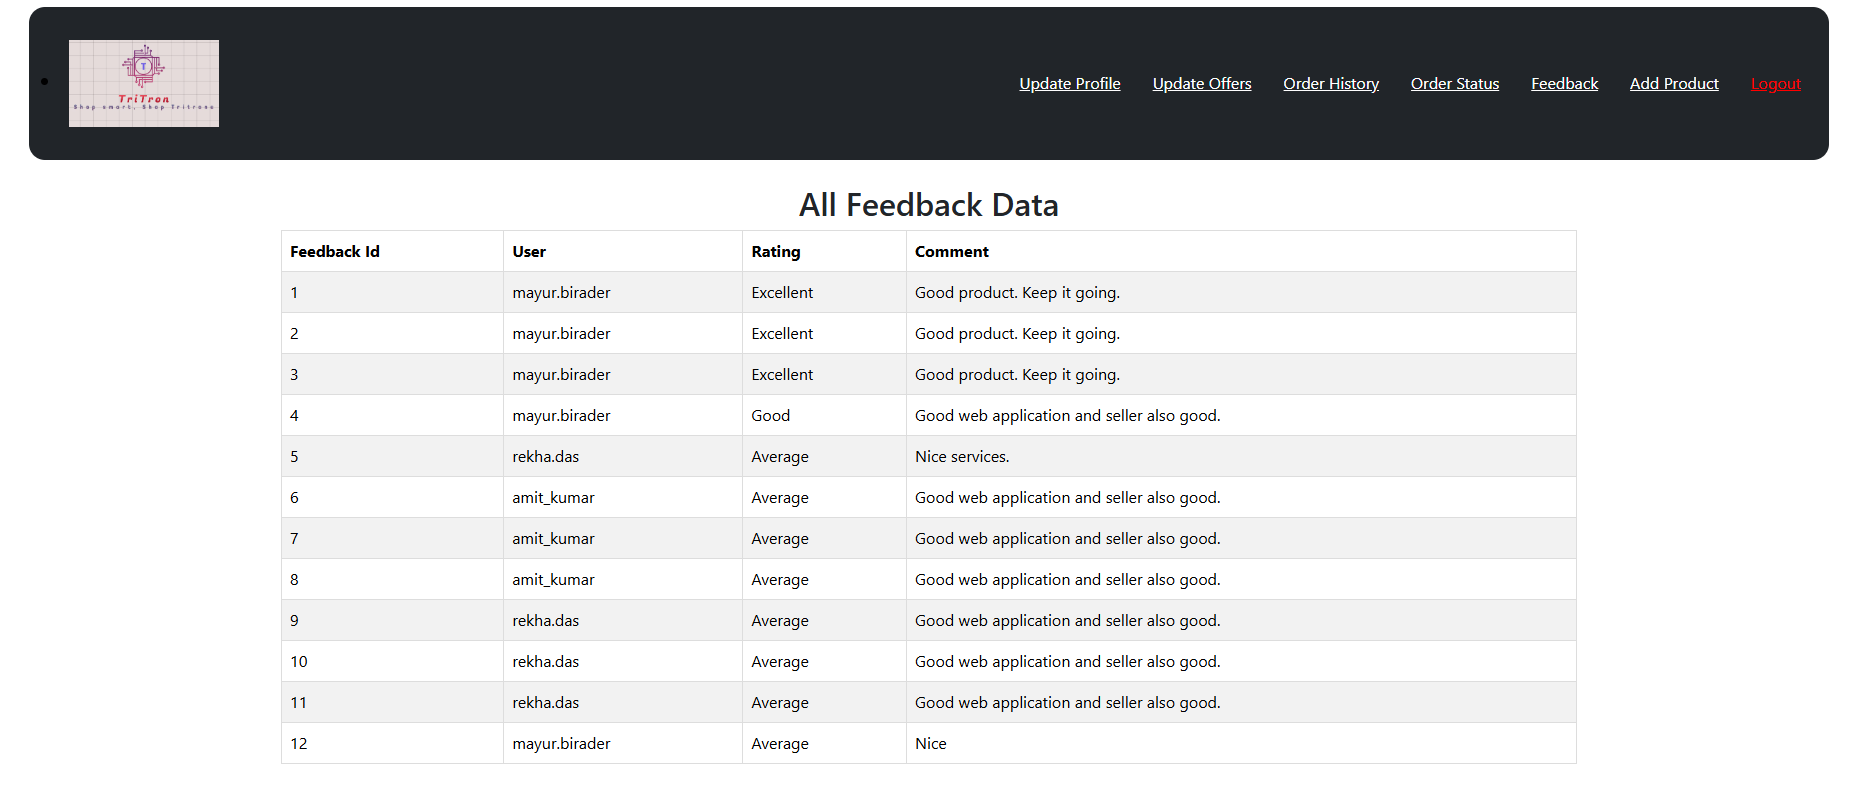 T
TriTron
Shop smart, Shop Tritrons
Update Profile Update Offers Order History Order Status Feedback Add Product Logout
All Feedback Data
Feedback Id User Rating Comment
1 mayur.birader Excellent Good product. Keep it going.
2 mayur.birader Excellent Good product. Keep it going.
3 mayur.birader Excellent Good product. Keep it going.
4 mayur.birader Good Good web application and seller also good.
5 rekha.das Average Nice services.
6 amit_kumar Average Good web application and seller also good.
7 amit_kumar Average Good web application and seller also good.
8 amit_kumar Average Good web application and seller also good.
9 rekha.das Average Good web application and seller also good.
10 rekha.das Average Good web application and seller also good.
11 rekha.das Average Good web application and seller also good.
12 mayur.birader Average Nice